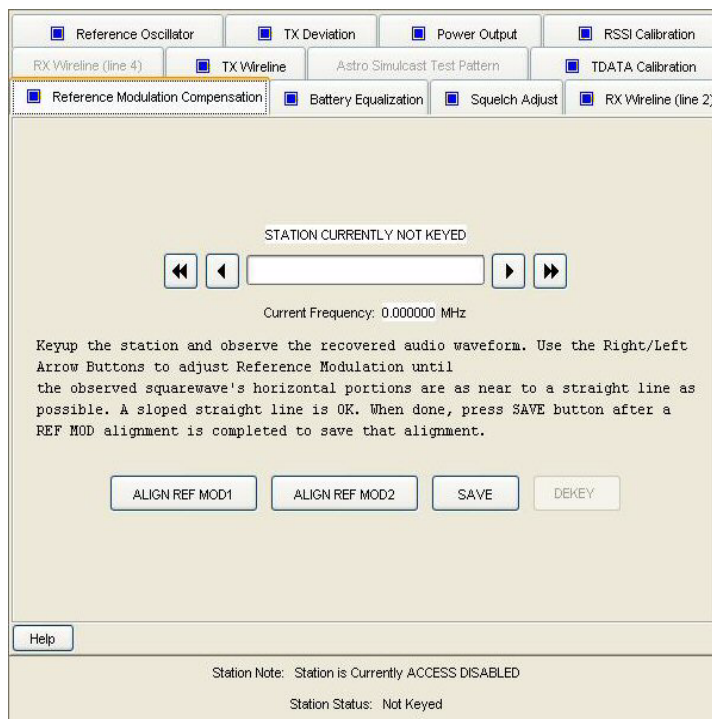 Reference Oscillator TX Deviation Power Output RSSI Calibration
RX Wireline (line 4) TX Wireline Astro Simulcast Test Pattern TDATA Calibration
Reference Modulation Compensation Battery Equalization Squelch Adjust RX Wireline (line 2)
STATION CURRENTLY NOT KEYED
Current Frequency: 0.000000 MHz
Keyup the station and observe the recovered audio waveform. Use the Right/Left
Arrow Buttons to adjust Reference Modulation until
the observed squarewave's horizontal portions are as near to a straight line as
possible. A sloped straight line is OK. When done, press SAVE button after a
REF MOD alignment is completed to save that alignment.
ALIGN REF MOD1 ALIGN REF MOD2 SAVE DEKEY
Help
Station Note: Station is Currently ACCESS DISABLED
Station Status: Not Keyed